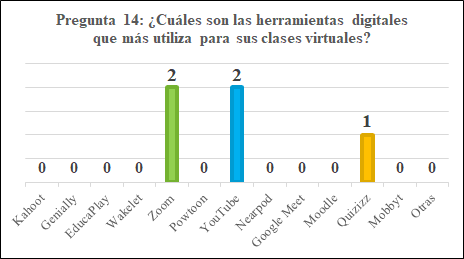 Pregunta 14: ¿Cuáles son las herramientas digitales
que más utiliza para sus clases virtuales?
0 0 0 0 2 0 2 0 0 0 1 0 0
Kahoot
Genially
EducaPlay
Wakelet
Zoom
Powtoon
YouTube
Nearpod
Google Meet
Moodle
Quizizz
Mobbyt
Otras